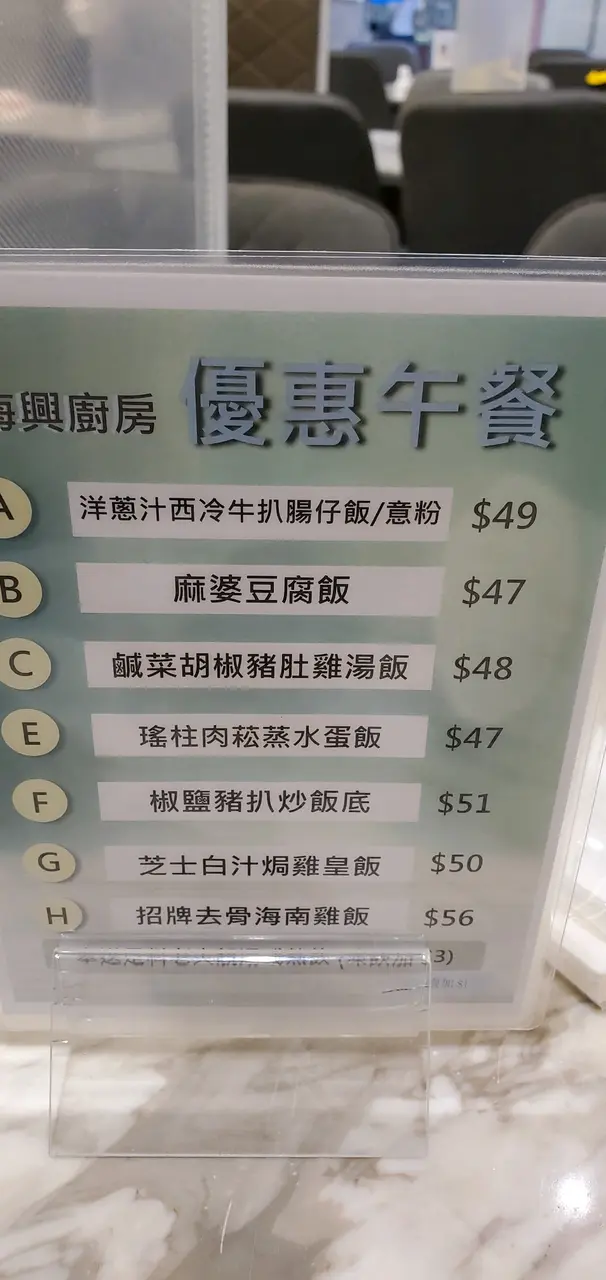 海興廚房 優惠午餐
A 洋蔥汁西冷牛扒腸仔飯/意粉 $49
B 麻婆豆腐飯 $47
C 鹹菜胡椒豬肚雞湯飯 $48
E 瑤柱肉菘蒸水蛋飯 $47
F 椒鹽豬扒炒飯底 $51
G 芝士白汁焗雞皇飯 $50
H 招牌去骨海南雞飯 $56
3)